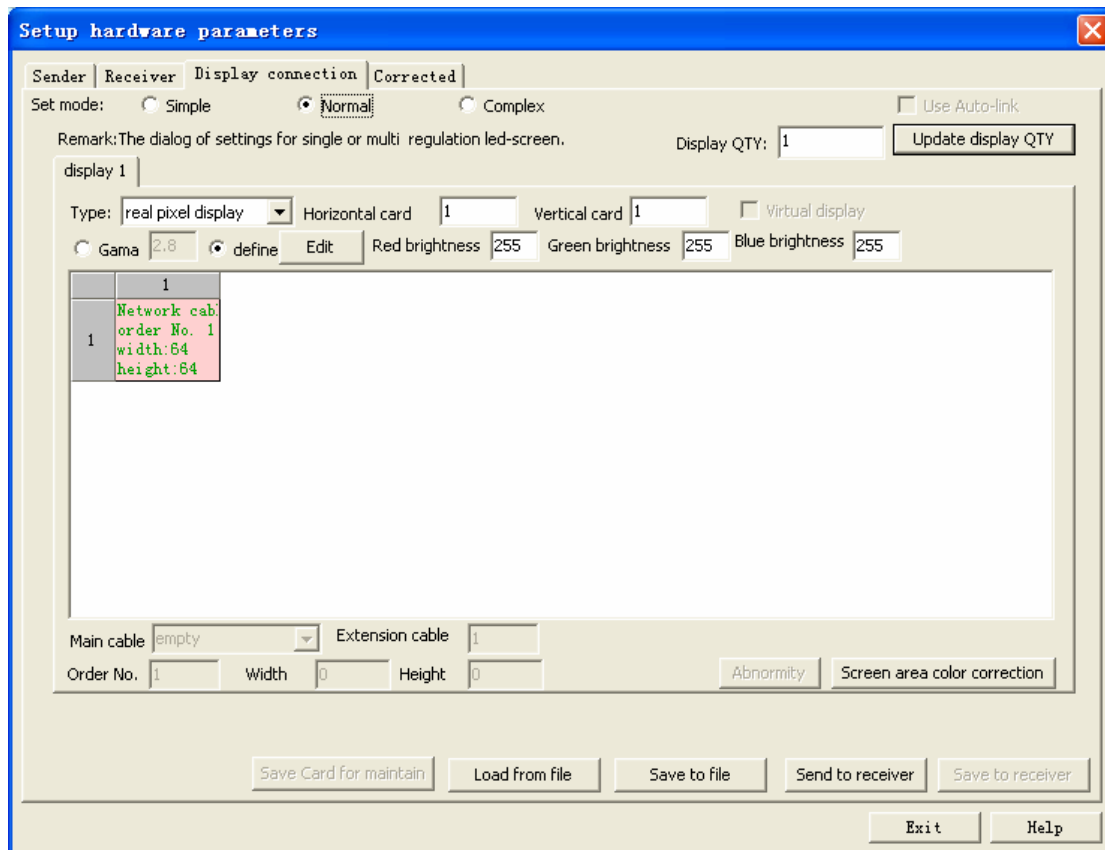 Setup hardware parameters
Sender Receiver Display connection Corrected
Set mode: Simple Normal Complex Use Auto-link
Remark:The dialog of settings for single or multi regulation led-screen. Display QTY: 1 Update display QTY
display 1
Type: real pixel display Horizontal card 1 Vertical card 1 Virtual display
Gama 2.8 define Edit Red brightness 255 Green brightness 255 Blue brightness 255
1
1
Network cab
order No. 1
width:64
height:64
Main cable empty Extension cable 1
Order No. 1 Width 0 Height 0 Abnormity Screen area color correction
Save Card for maintain Load from file Save to file Send to receiver Save to receiver
Exit Help